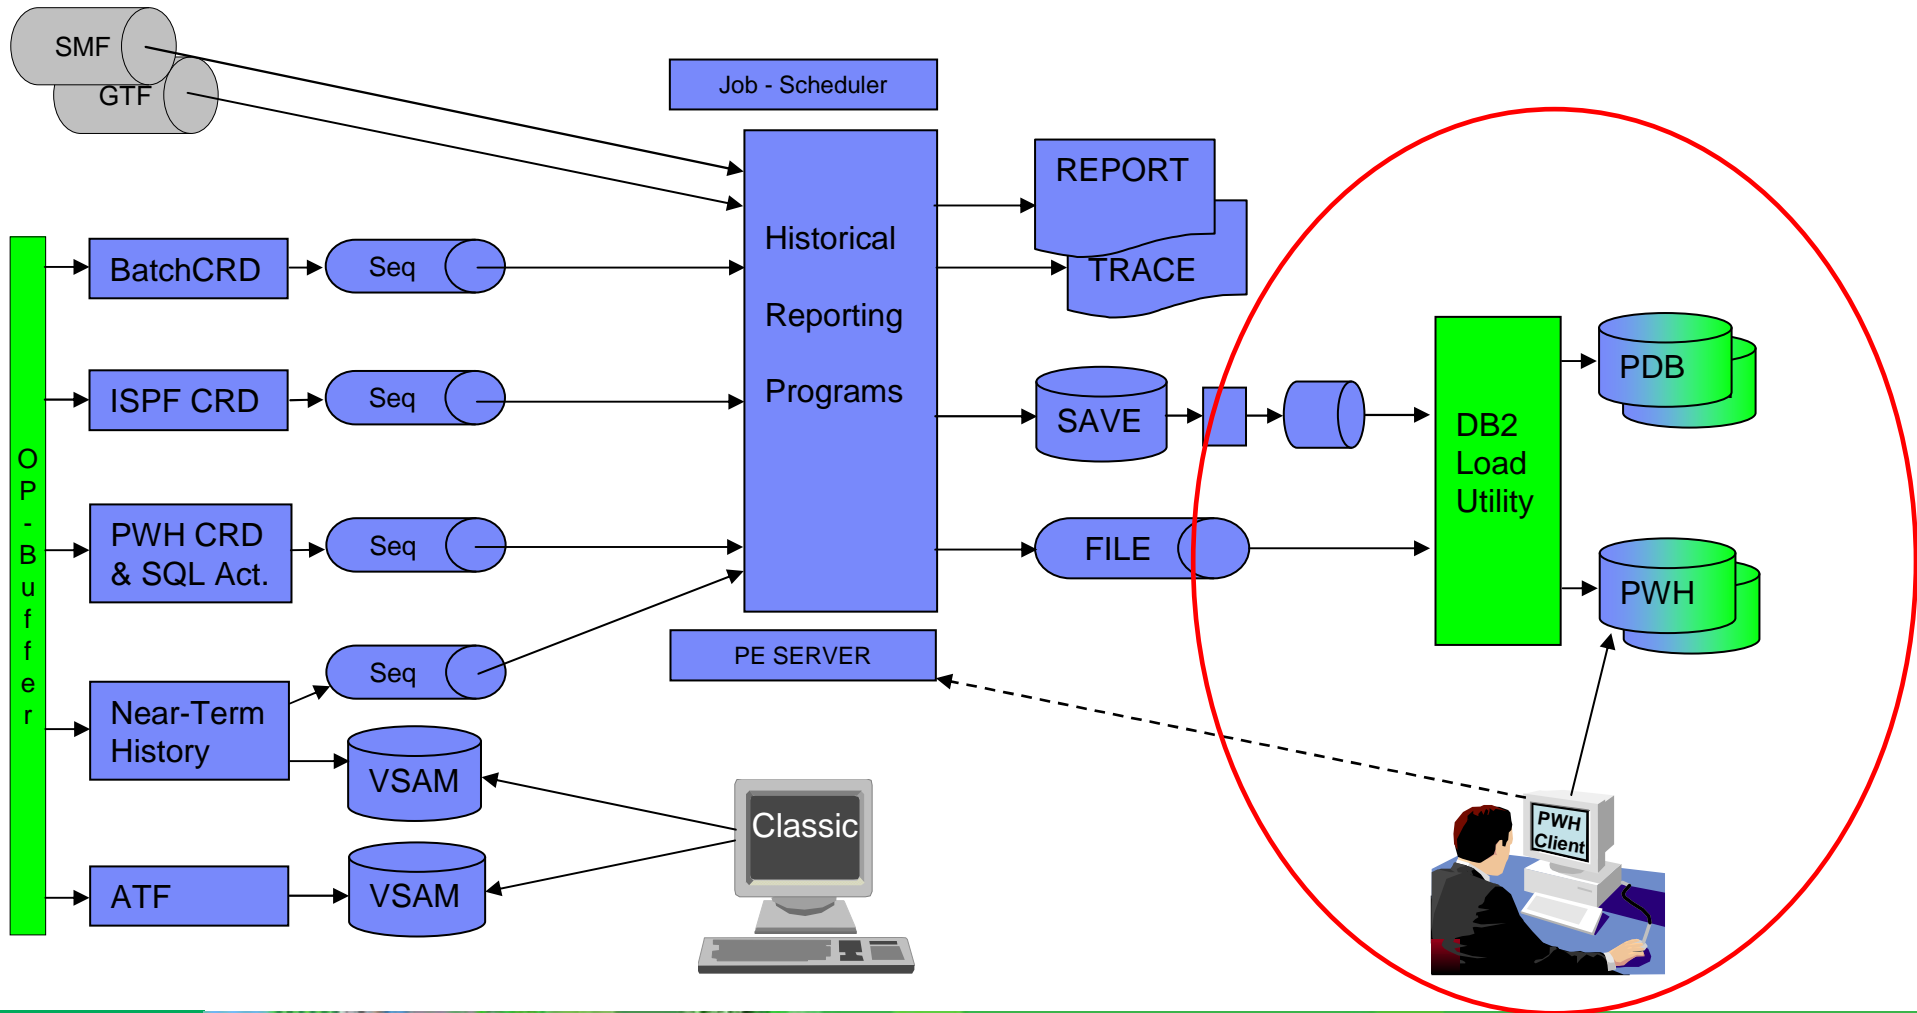 SMF
GTF
Job - Scheduler
REPORT
TRACE
Historical
Reporting
Programs
OP-Buffer
BatchCRD
Seq
ISPF CRD
Seq
SAVE
PDB
DB2
Load
Utility
PWH CRD
& SQL Act.
Seq
FILE
PWH
PE SERVER
Near-Term
History
Seq
VSAM
Classic
PWH
Client
ATF
VSAM